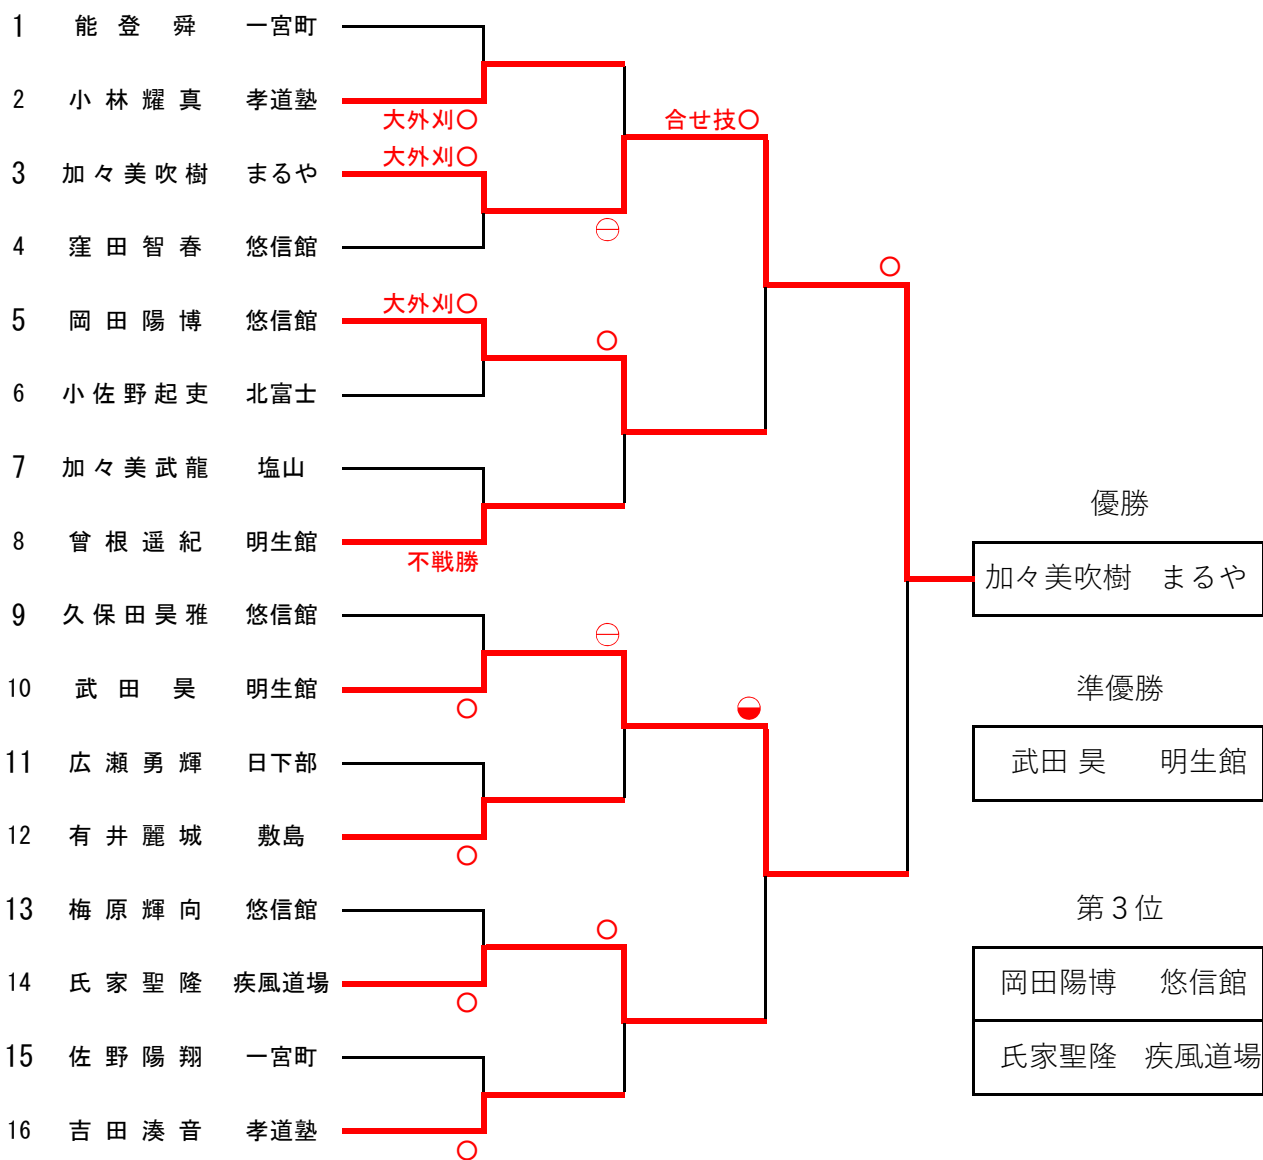 1 能登 舜 一宮町
2 小林耀真 孝道塾
大外刈○
合せ技○
大外刈○
3 加々美吹樹 まるや
4 窪田智春 悠信館
大外刈○
5 岡田陽博 悠信館
6 小佐野起吏 北富士
7 加々美武龍 塩山
8 曾根遥紀 明生館
不戦勝
9 久保田昊雅 悠信館
10 武田 昊 明生館
11 広瀬勇輝 日下部
12 有井麗城 敷島
13 梅原輝向 悠信館
14 氏家聖隆 疾風道場
15 佐野陽翔 一宮町
16 吉田湊音 孝道塾
優勝
加々美吹樹 まるや
準優勝
武田 昊 明生館
第３位
岡田陽博 悠信館
氏家聖隆 疾風道場